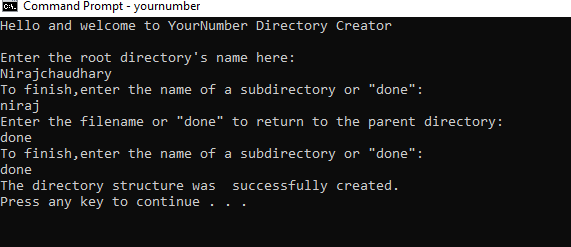 Command Prompt - yournumber
Hello and welcome to YourNumber Directory Creator
Enter the root directory's name here:
Nirajchaudhary
To finish,enter the name of a subdirectory or "done":
niraj
Enter the filename or "done" to return to the parent directory:
done
To finish,enter the name of a subdirectory or "done":
done
The directory structure was  successfully created.
Press any key to continue . . .